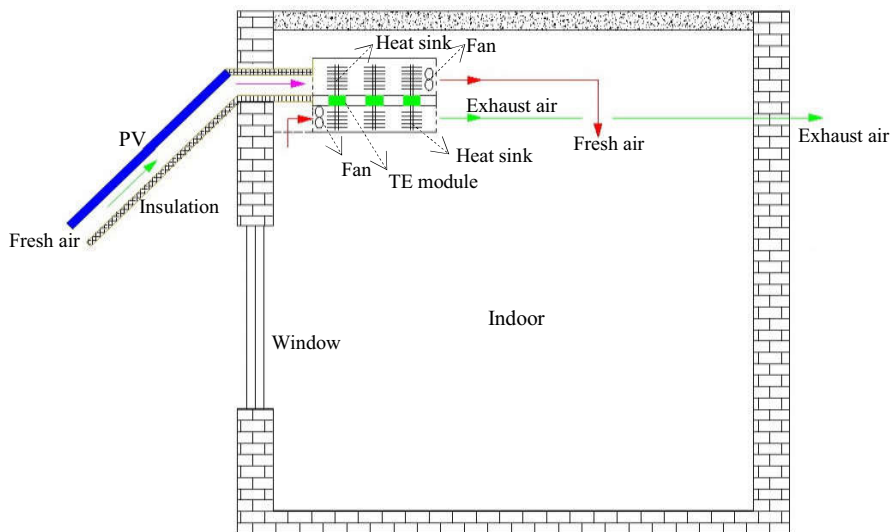 Heat sink
Fan
Exhaust air
PV
Fresh air
Exhaust air
Fan
Heat sink
TE module
Insulation
Fresh air
Indoor
Window